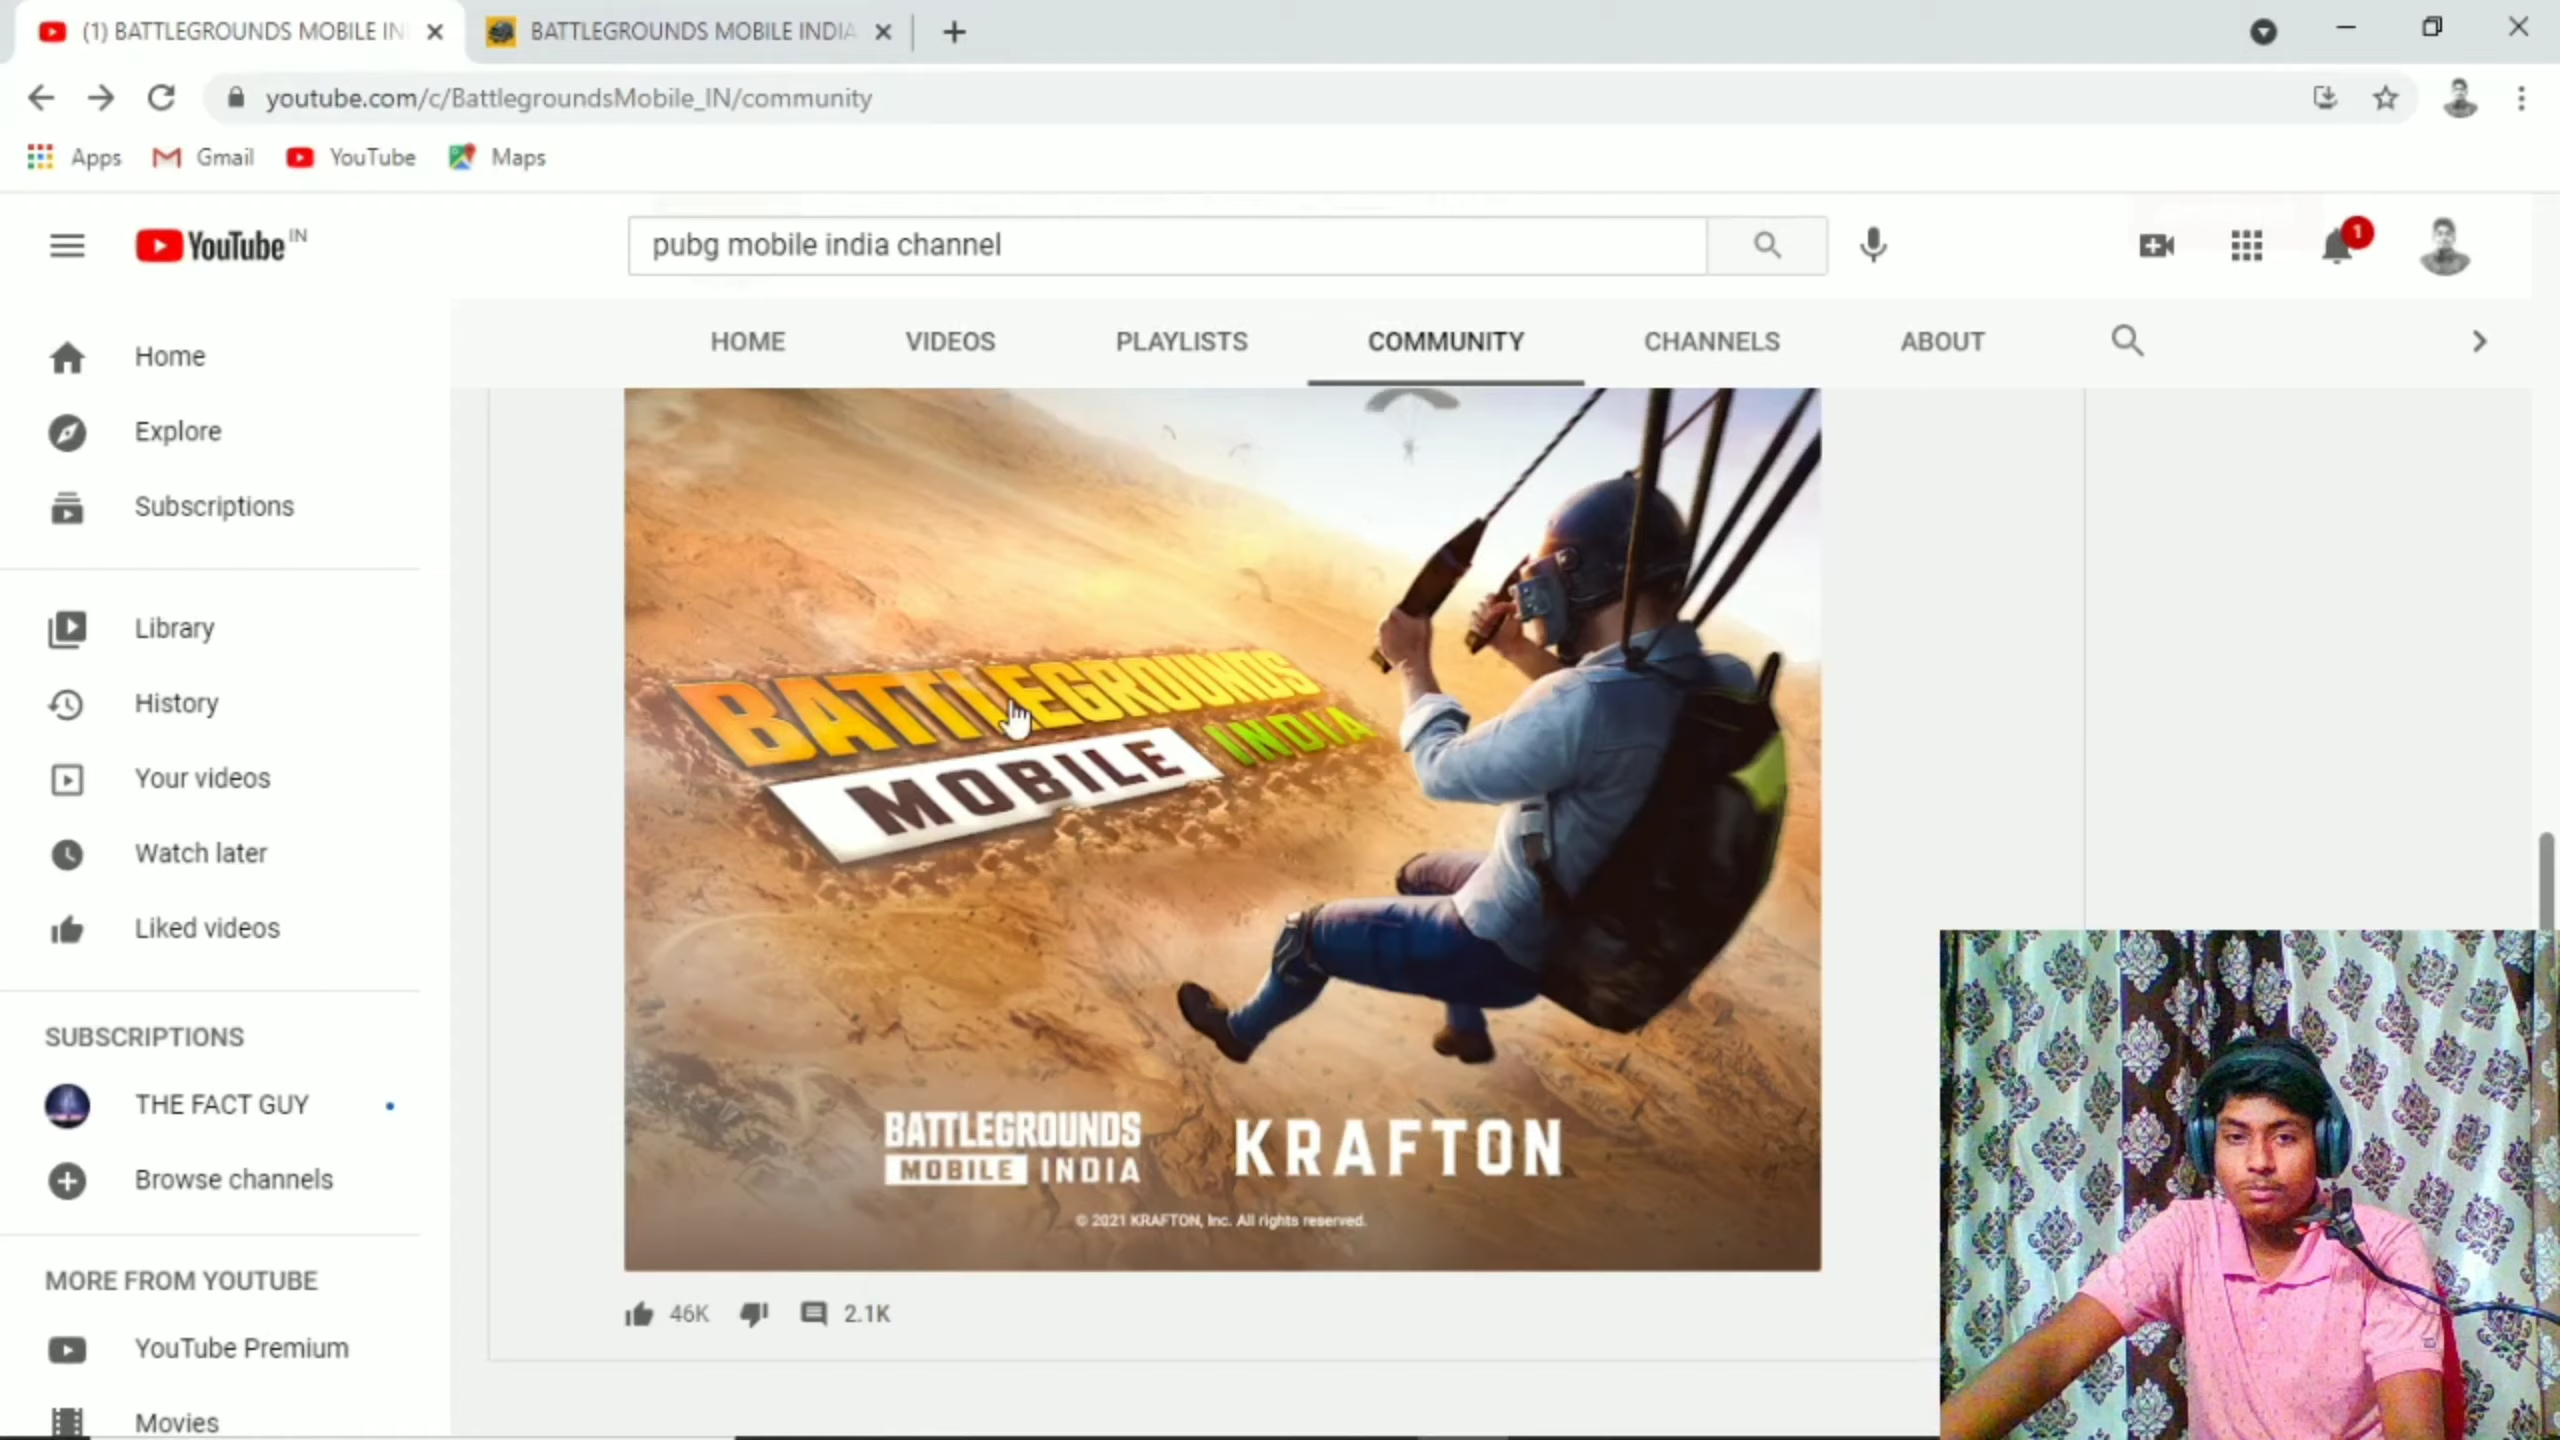 (1) BATTLEGROUNDS MOBILE IN
BATTLEGROUNDS MOBILE INDIA
youtube.com/c/BattlegroundsMobile_IN/community
Apps
Gmail
YouTube
Maps
YouTube IN
pubg mobile india channel
1
HOME
VIDEOS
PLAYLISTS
COMMUNITY
CHANNELS
ABOUT
Home
Explore
Subscriptions
Library
History
Your videos
Watch later
Liked videos
SUBSCRIPTIONS
THE FACT GUY
Browse channels
MORE FROM YOUTUBE
YouTube Premium
Movies
BATTLEGROUNDS
MOBILE INDIA
BATTLEGROUNDS
MOBILE INDIA
KRAFTON
© 2021 KRAFTON, Inc. All rights reserved.
46K
2.1K